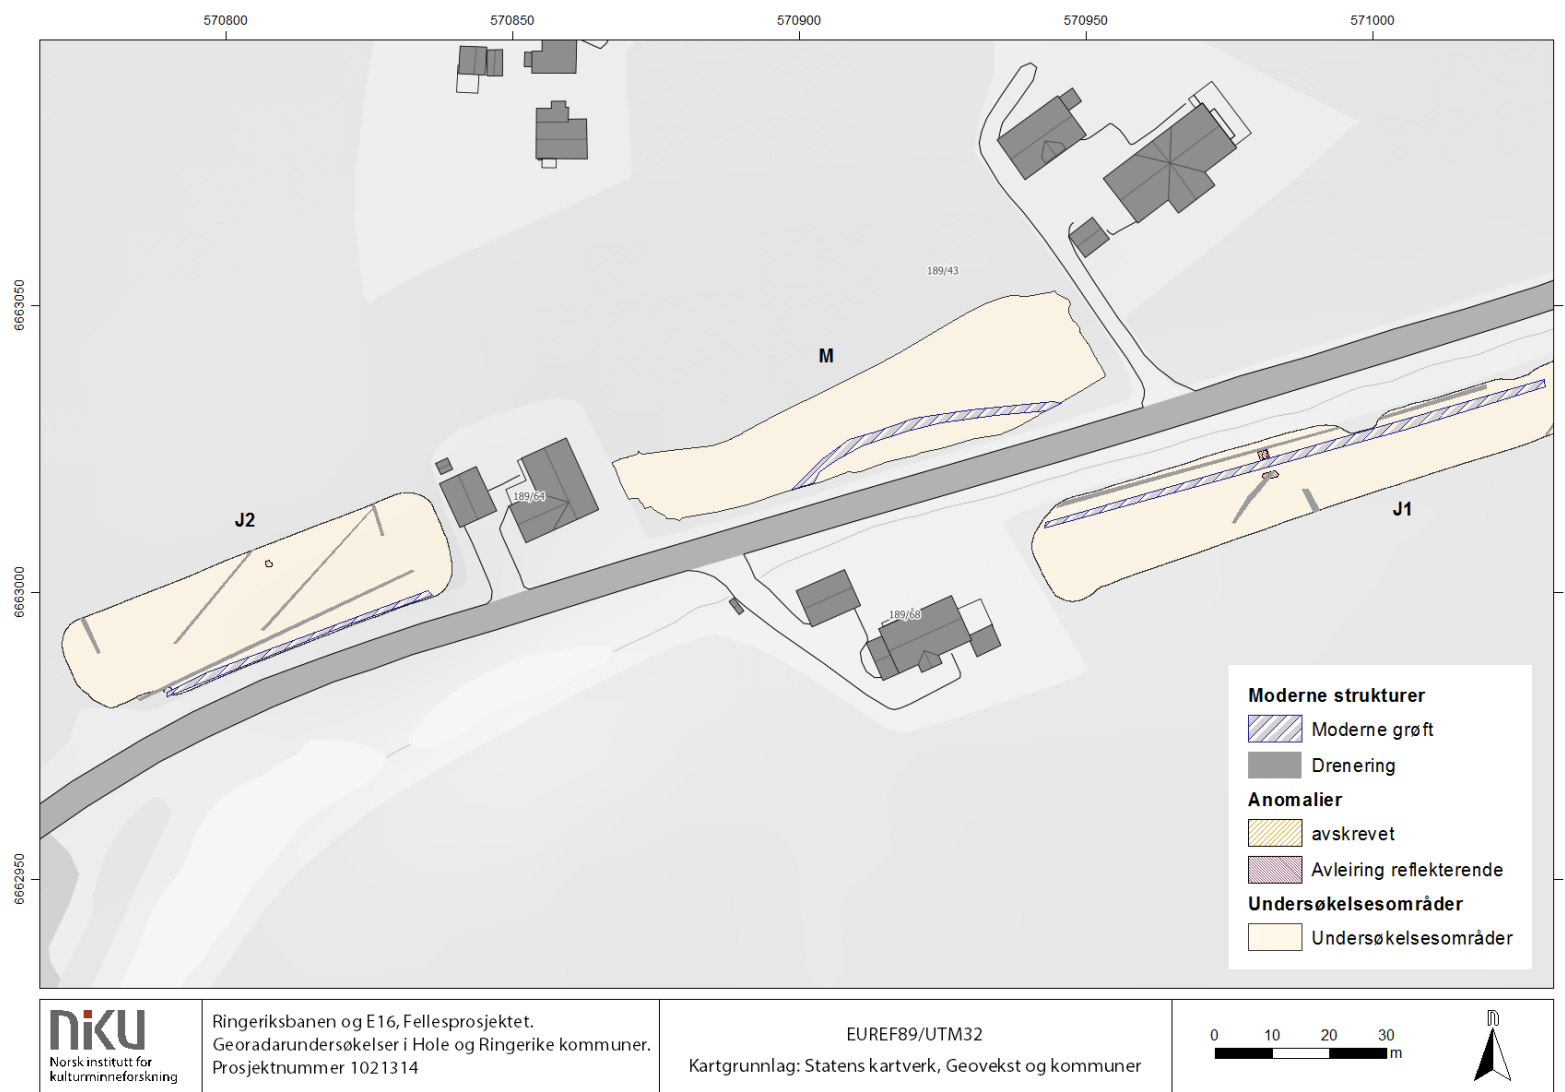 570800
570850
570900
570950
571000
6663050
6663000
6662950
189/43
M
J2
189/64
J1
189/68
Moderne strukturer
Moderne grøft
Drenering
Anomalier
avskrevet
Avleiring reflekterende
Undersøkelsesområder
Undersøkelsesområder
NIKU
Norsk institutt for
kulturminneforskning
Ringeriksbanen og E16, Fellesprosjektet.
Georadarundersøkelser i Hole og Ringerike kommuner.
Prosjektnummer 1021314
EUREF89/UTM32
Kartgrunnlag: Statens kartverk, Geovekst og kommuner
0 10 20 30
m
n